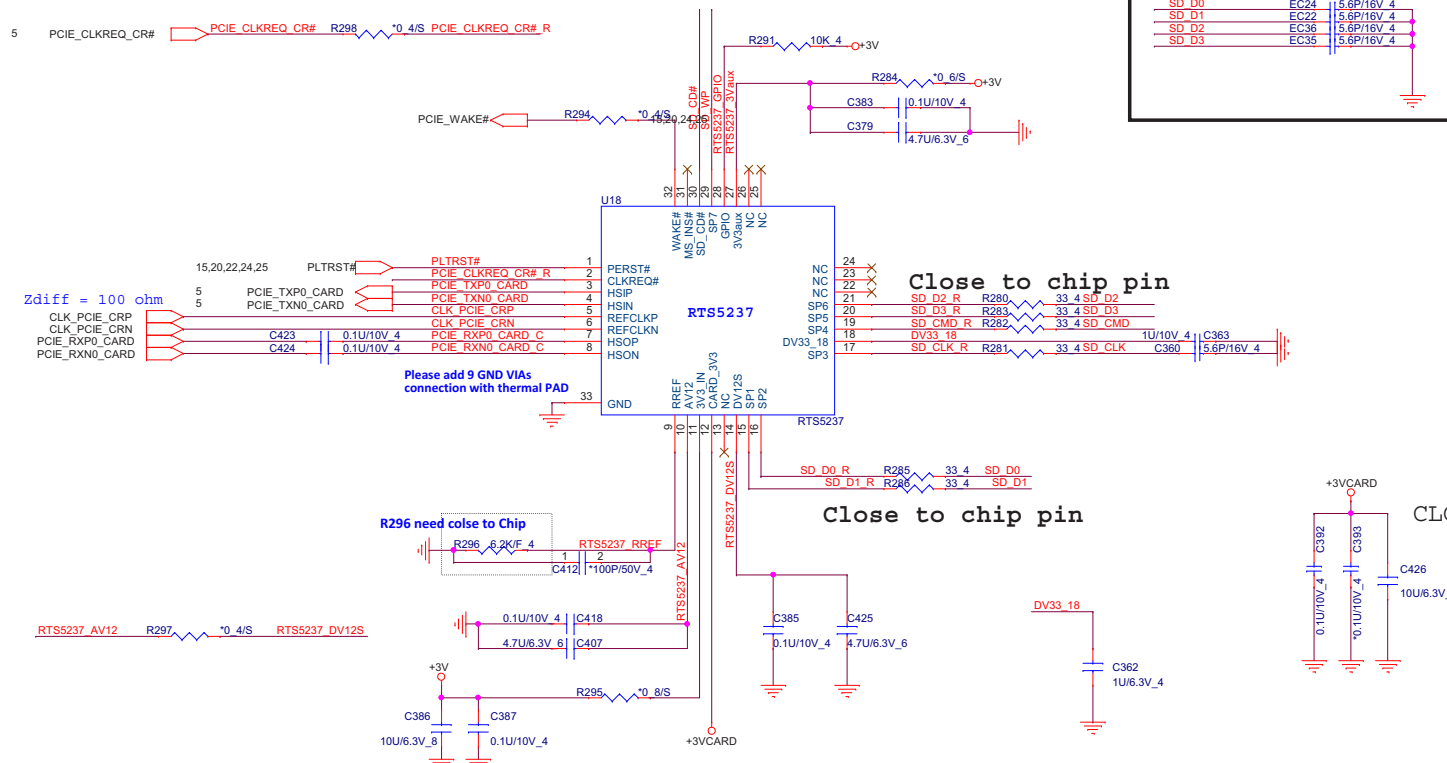 SD_D0 EC24 5.6P/16V_4
SD_D1 EC22 5.6P/16V_4
SD_D2 EC36 5.6P/16V_4
SD_D3 EC35 5.6P/16V_4
5 PCIE_CLKREQ_CR# PCIE_CLKREQ_CR# R298 *0_4/S PCIE_CLKREQ_CR#_R
R291 10K_4 +3V
R284 *0_6/S +3V
C383 0.1U/10V_4
C379 4.7U/6.3V_6
PCIE_WAKE# R294 *0_4/S 15,20,24,25
SD_CD#
SD_WP
RTS5237_GPIO
RTS5237_3Vaux
32 31 30 29 28 27 26 25
U18
WAKE# MS_INS# SD_CD# SP7 GPIO 3V3aux NC NC
15,20,22,24,25 PLTRST# PLTRST# 1 PERST#
PCIE_CLKREQ_CR#_R 2 CLKREQ#
5 PCIE_TXP0_CARD PCIE_TXP0_CARD 3 HSIP
5 PCIE_TXN0_CARD PCIE_TXN0_CARD 4 HSIN
Zdiff = 100 ohm
CLK_PCIE_CRP CLK_PCIE_CRP 5 REFCLKP
CLK_PCIE_CRN CLK_PCIE_CRN 6 REFCLKN
PCIE_RXP0_CARD C423 0.1U/10V_4 PCIE_RXP0_CARD_C 7 HSOP
PCIE_RXN0_CARD C424 0.1U/10V_4 PCIE_RXN0_CARD_C 8 HSON
RTS5237
NC 24
NC 23
NC 22
Close to chip pin
SP6 21 SD_D2_R R280 33_4 SD_D2
SP5 20 SD_D3_R R283 33_4 SD_D3
SP4 19 SD_CMD_R R282 33_4 SD_CMD
DV33_18 18 DV33_18 1U/10V_4 C363
SP3 17 SD_CLK_R R281 33_4 SD_CLK C360 5.6P/16V_4
Please add 9 GND VIAs
connection with thermal PAD
33 GND
RREF AV12 3V3_IN CARD_3V3 NC DV12S SP1 SP2
RTS5237
9 10 11 12 13 14 15 16
SD_D0_R R285 33_4 SD_D0
SD_D1_R R286 33_4 SD_D1
Close to chip pin
RTS5237_DV12S
R296 need colse to Chip
R296 6.2K/F_4 RTS5237_RREF
1 2
C412 *100P/50V_4
RTS5237_AV12
0.1U/10V_4 C418
4.7U/6.3V_6 C407
RTS5237_AV12 R297 *0_4/S RTS5237_DV12S
C385 0.1U/10V_4
C425 4.7U/6.3V_6
DV33_18
C362
1U/6.3V_4
+3V
R295 *0_8/S
C386 10U/6.3V_8
C387 0.1U/10V_4
+3VCARD
+3VCARD
CLO
C392 0.1U/10V_4
C393 *0.1U/10V_4
C426
10U/6.3V_